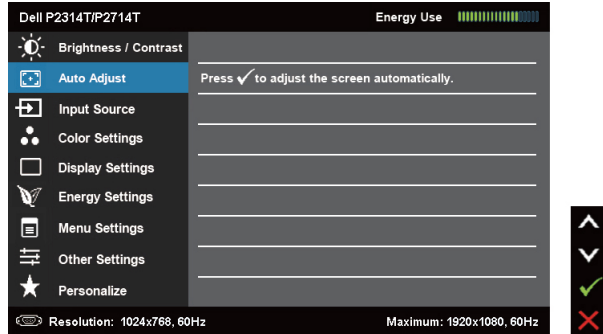 Dell P2314T/P2714T Energy Use
Brightness / Contrast
Auto Adjust Press ✓ to adjust the screen automatically.
Input Source
Color Settings
Display Settings
Energy Settings
Menu Settings
Other Settings
Personalize
Resolution: 1024x768, 60Hz Maximum: 1920x1080, 60Hz